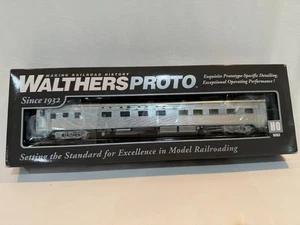 MAKING RAILROAD HISTORY
WALTHERSPROTO.
Exquisite Prototype-Specific Detailing,
Exceptional Operating Performance!
Since 1932
HO
Setting the Standard for Excellence in Model Railroading